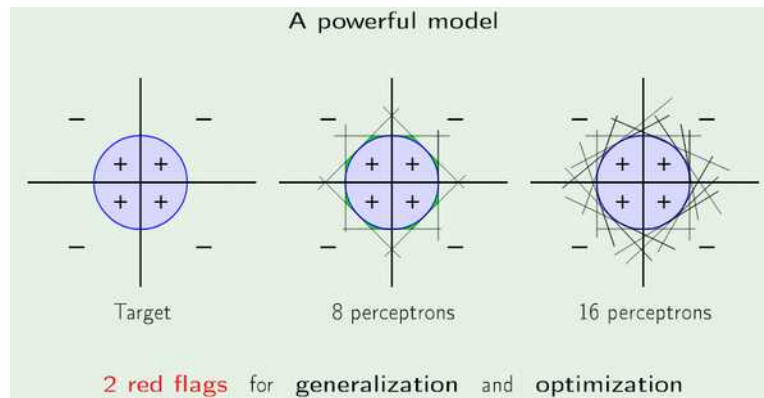 A powerful model
− − − − − −
+ + + + + +
+ + + + + +
− − − − − −
Target 8 perceptrons 16 perceptrons
2 red flags for generalization and optimization